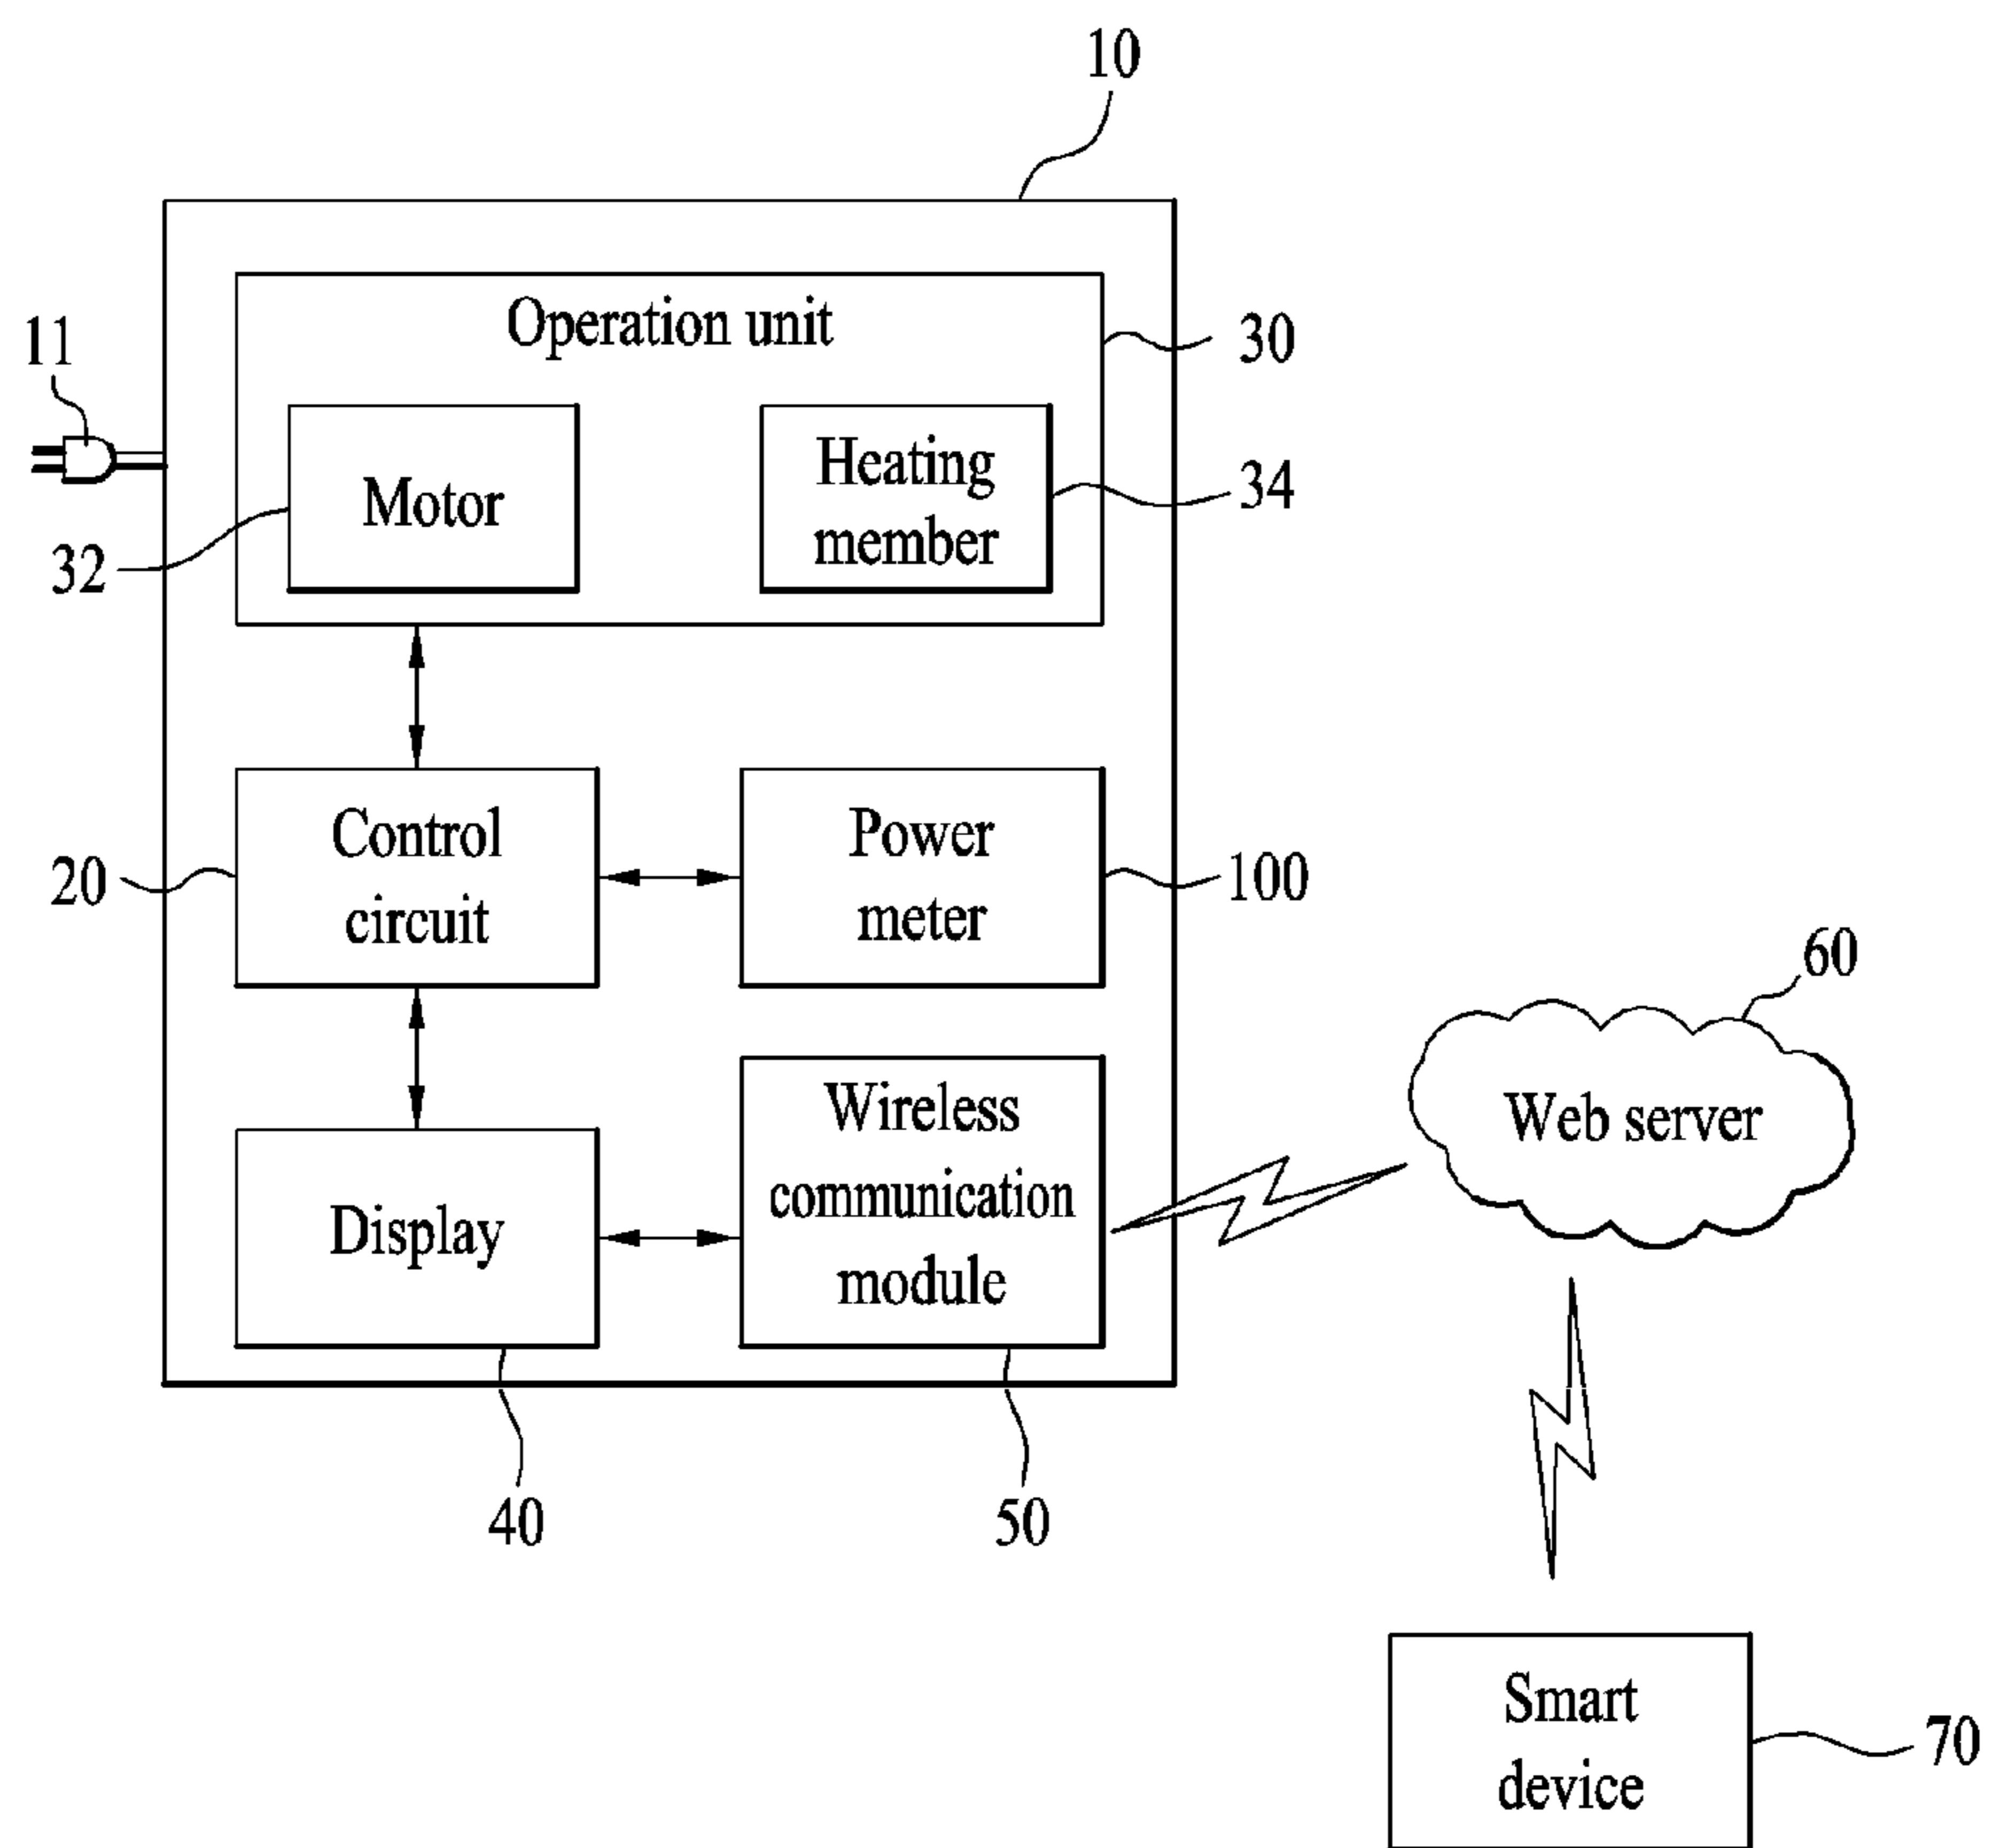 10
Operation unit
30
11
Motor
Heating
member
34
32
Control
circuit
20
Power
meter
100
60
Web server
Wireless
communication
module
Display
40
50
Smart
device
70